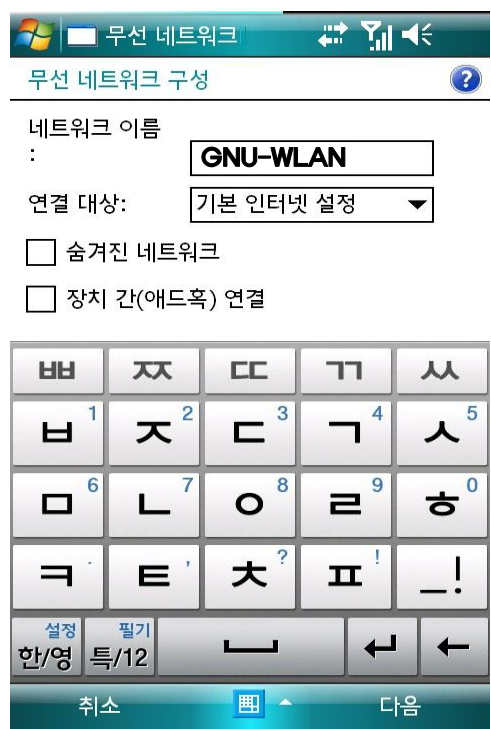 무선 네트워크
무선 네트워크 구성
?
네트워크 이름
:
GNU-WLAN
연결 대상:
기본 인터넷 설정
숨겨진 네트워크
장치 간(애드혹) 연결
ㅃ ㅉ ㄸ ㄲ ㅆ
ㅂ 1 ㅈ 2 ㄷ 3 ㄱ 4 ㅅ 5
ㅁ 6 ㄴ 7 ㅇ 8 ㄹ 9 ㅎ 0
ㅋ . ㅌ , ㅊ ? ㅍ ! _!
설정 필기
한/영 특/12
취소 다음